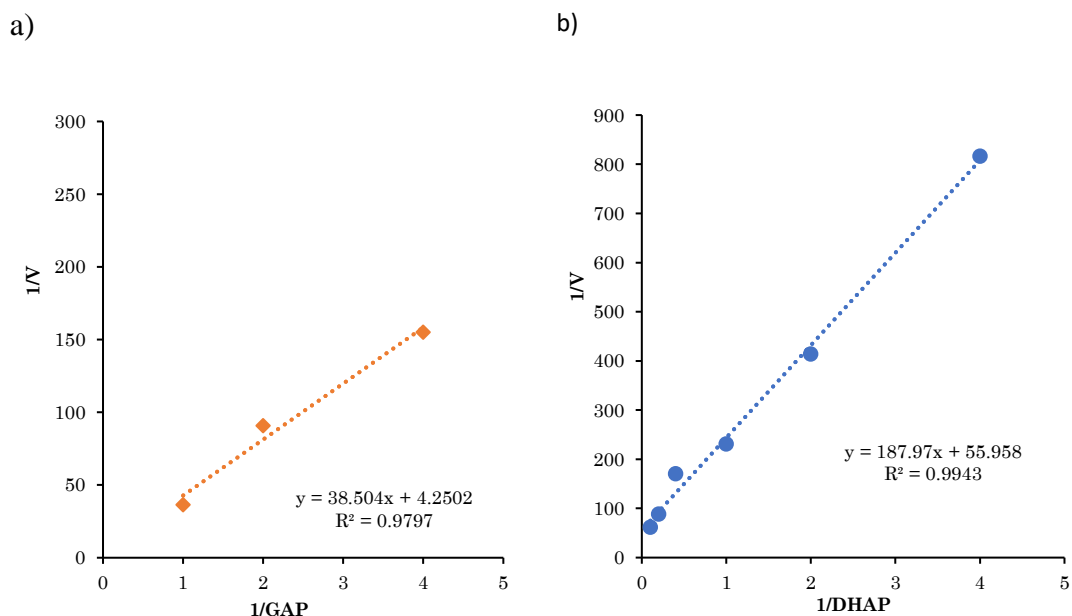 a)
b)
300
250
200
150
100
50
0
1/V
0
1
2
3
4
5
1/GAP
y = 38.504x + 4.2502
R² = 0.9797
900
800
700
600
500
400
300
200
100
0
1/V
0
1
2
3
4
5
1/DHAP
y = 187.97x + 55.958
R² = 0.9943